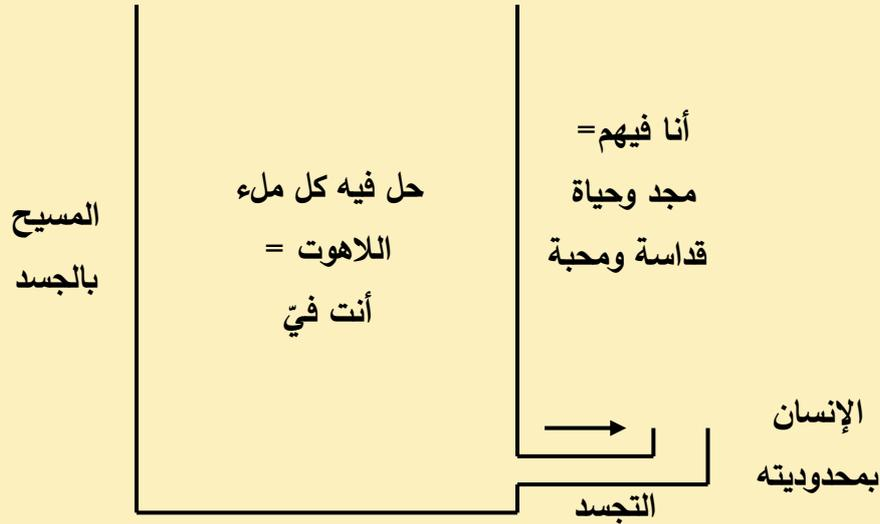 أنا فيهم=
مجد وحياة
قداسة ومحبة
حل فيه كل ملء
اللاهوت =
أنت فيّ
المسيح
بالجسد
الإنسان
بمحدوديته
التجسد